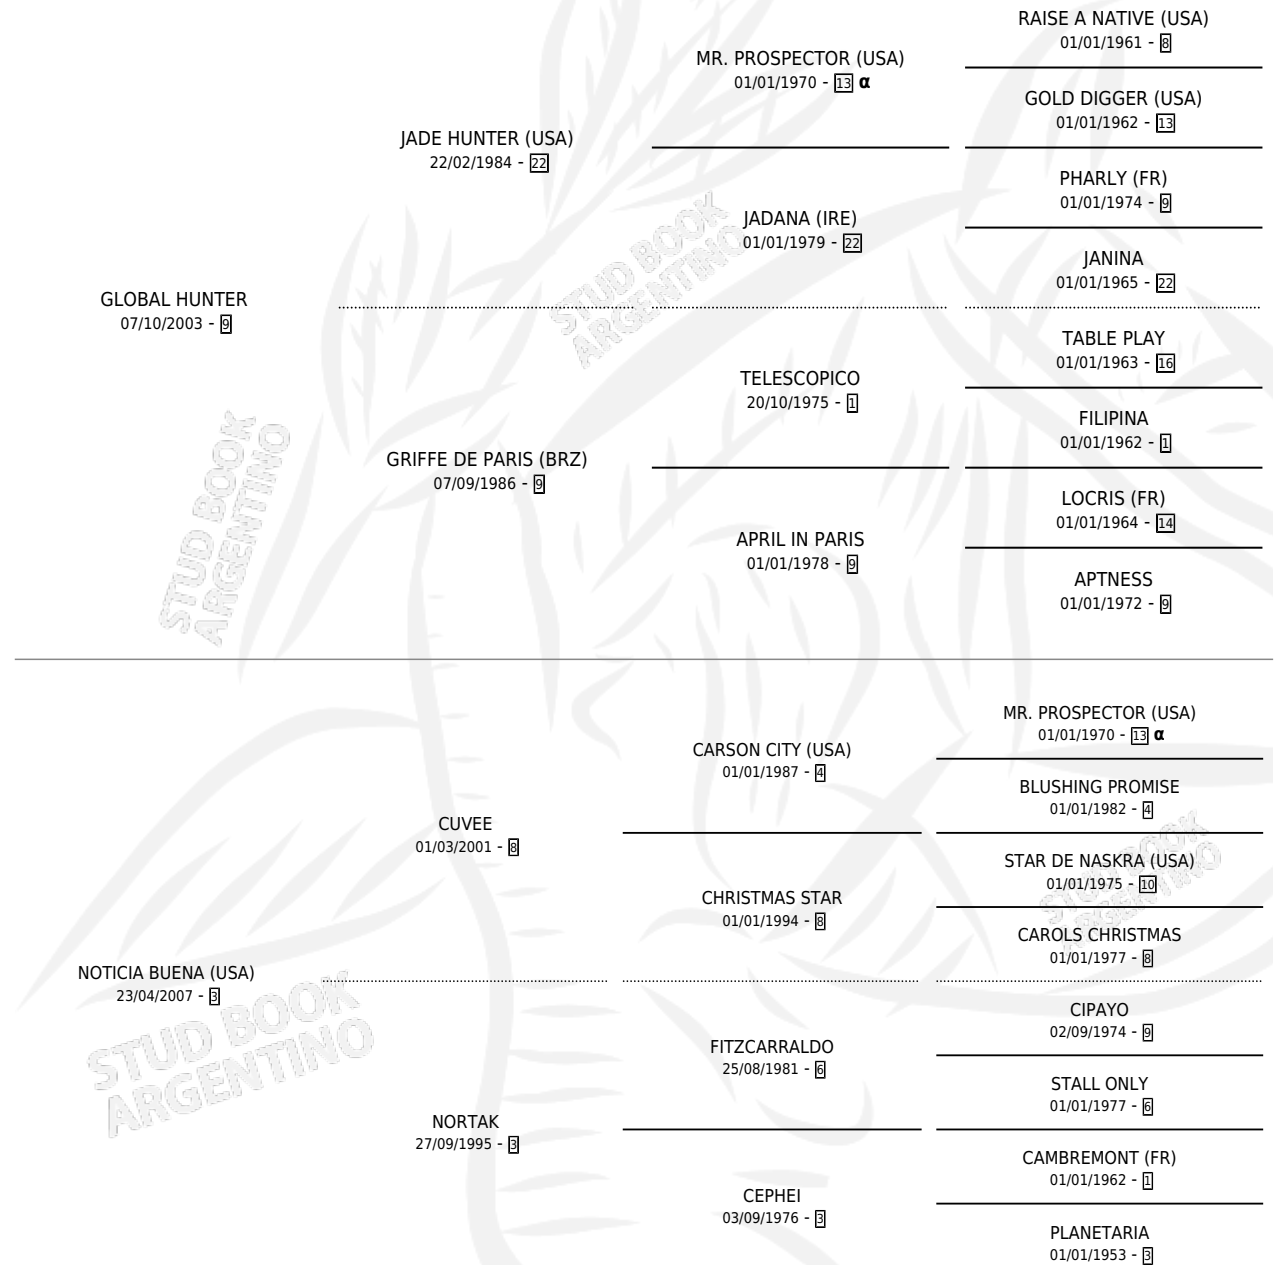 RAISE A NATIVE (USA)
01/01/1961 - 8
MR. PROSPECTOR (USA)
01/01/1970 - 13 α
GOLD DIGGER (USA)
01/01/1962 - 13
JADE HUNTER (USA)
22/02/1984 - 22
PHARLY (FR)
01/01/1974 - 9
JADANA (IRE)
01/01/1979 - 22
JANINA
01/01/1965 - 22
GLOBAL HUNTER
07/10/2003 - 9
TABLE PLAY
01/01/1963 - 16
TELESCOPICO
20/10/1975 - 1
FILIPINA
01/01/1962 - 1
GRIFFE DE PARIS (BRZ)
07/09/1986 - 9
LOCRIS (FR)
01/01/1964 - 14
APRIL IN PARIS
01/01/1978 - 9
APTNESS
01/01/1972 - 9
MR. PROSPECTOR (USA)
01/01/1970 - 13 α
CARSON CITY (USA)
01/01/1987 - 4
BLUSHING PROMISE
01/01/1982 - 4
CUVEE
01/03/2001 - 8
STAR DE NASKRA (USA)
01/01/1975 - 10
CHRISTMAS STAR
01/01/1994 - 8
CAROLS CHRISTMAS
01/01/1977 - 8
NOTICIA BUENA (USA)
23/04/2007 - 3
CIPAYO
02/09/1974 - 9
FITZCARRALDO
25/08/1981 - 6
STALL ONLY
01/01/1977 - 6
NORTAK
27/09/1995 - 3
CAMBREMONT (FR)
01/01/1962 - 1
CEPHEI
03/09/1976 - 3
PLANETARIA
01/01/1953 - 3
STUD BOOK
ARGENTINO
STUD BOOK
ARGENTINO
STUD BOOK
ARGENTINO
STUD BOOK
ARGENTINO